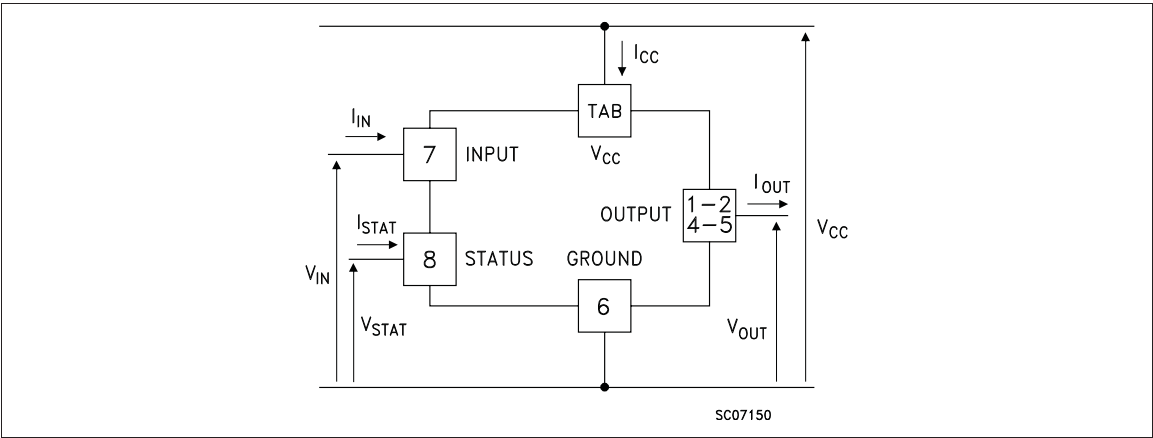 I_CC
TAB
V_CC
I_IN
7 INPUT
I_OUT
OUTPUT
1-2
4-5
I_STAT
8 STATUS
GROUND
6
V_CC
V_IN
V_STAT
V_OUT
SC07150